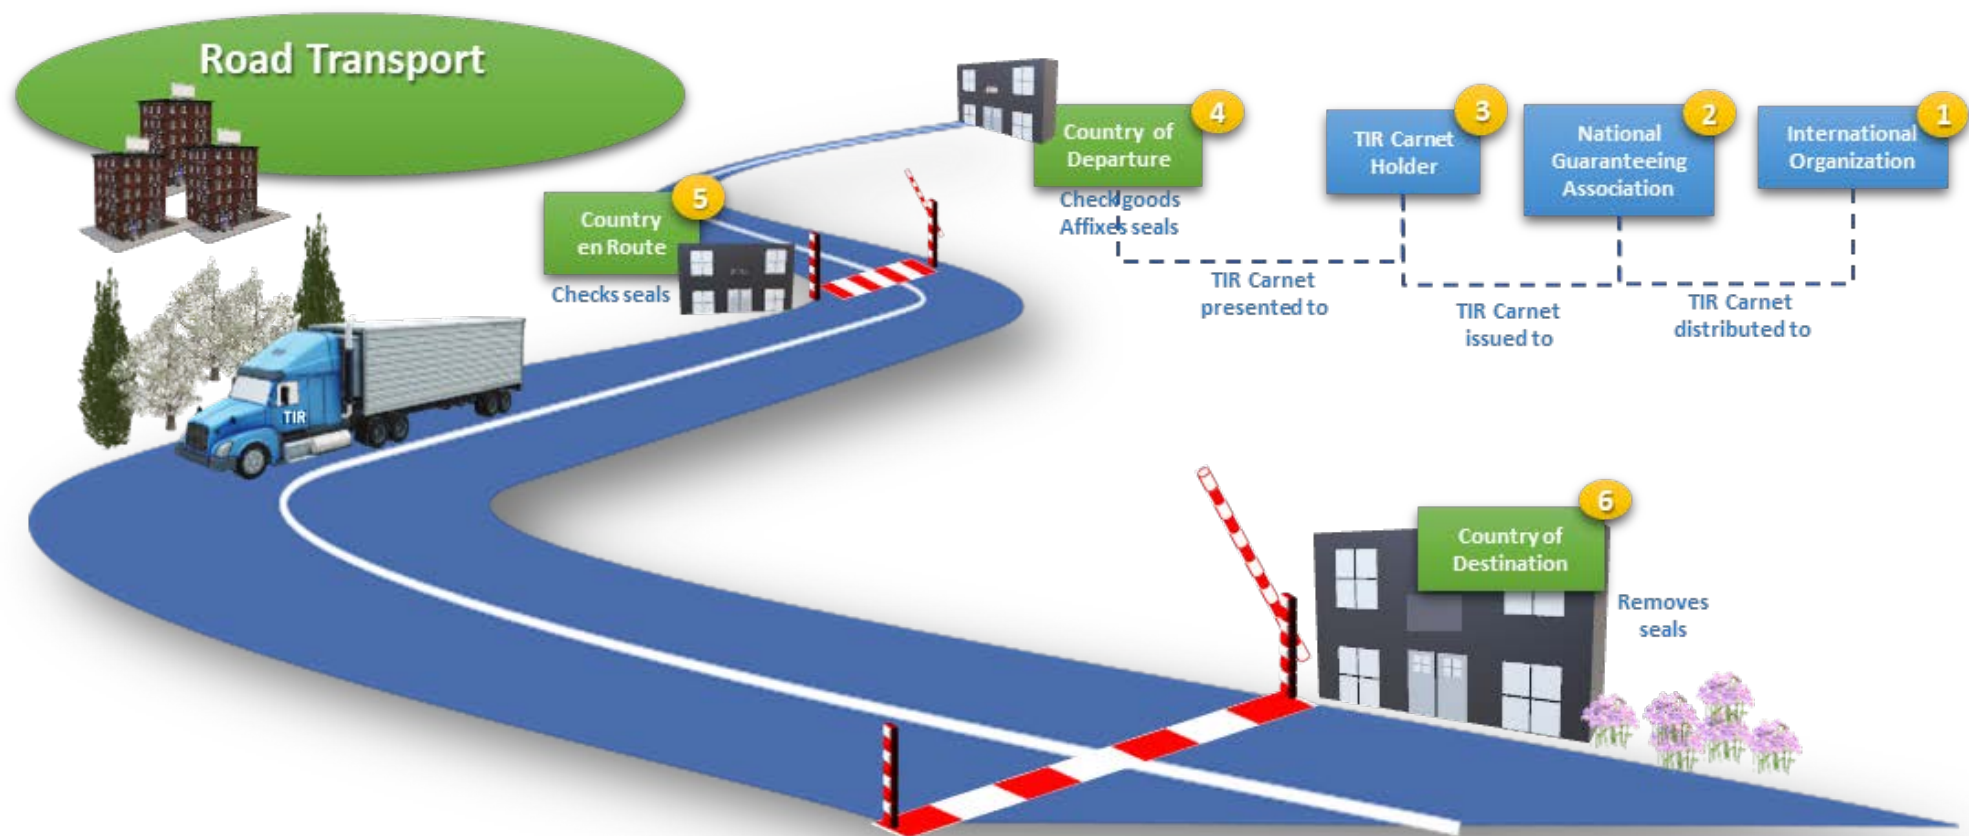 Road Transport
4
Country of
Departure
Check goods
Affixes seals
3
TIR Carnet
Holder
2
National
Guaranteeing
Association
1
International
Organization
TIR Carnet
presented to
TIR Carnet
issued to
TIR Carnet
distributed to
5
Country
en Route
Checks seals
TIR
6
Country of
Destination
Removes
seals